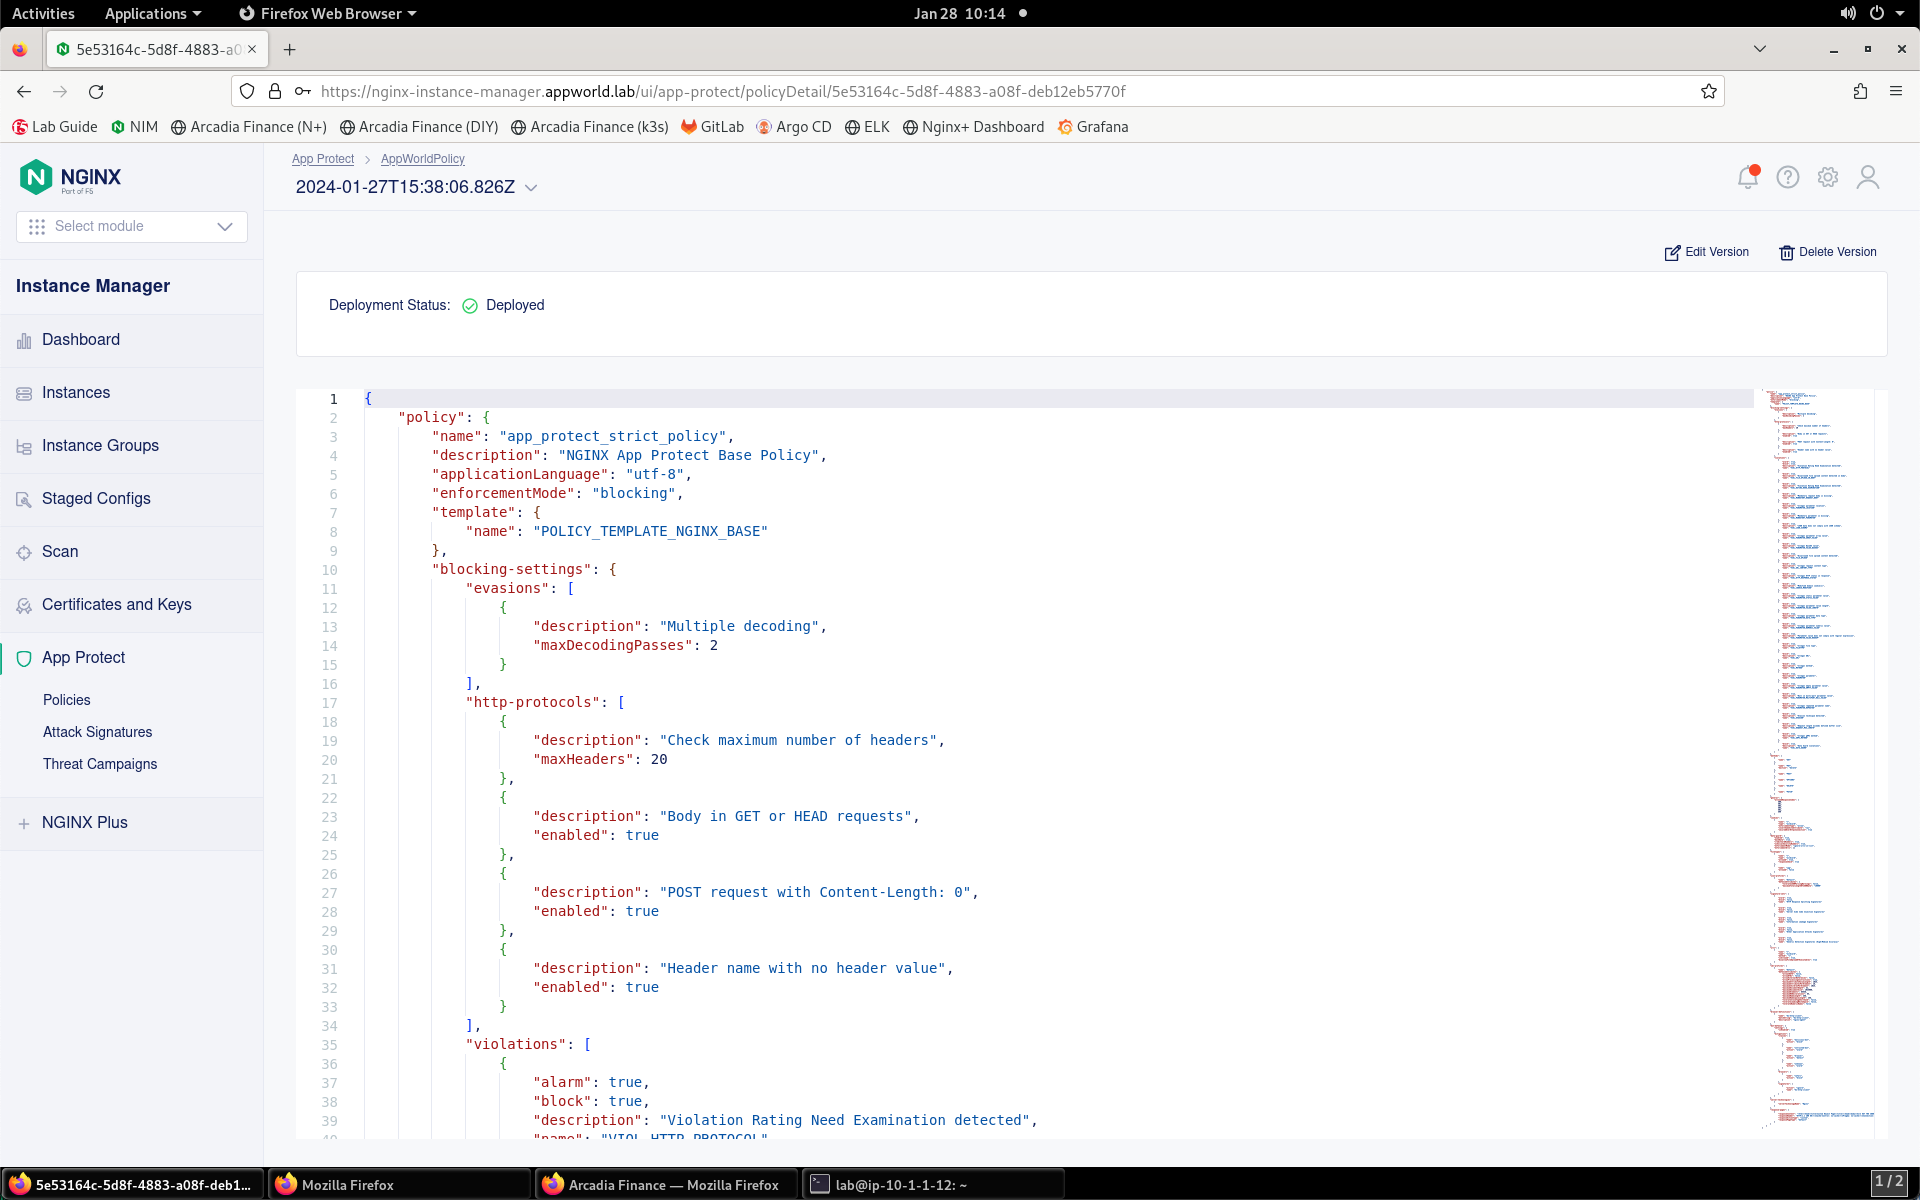 Activities Applications Firefox Web Browser Jan 28 10:14
5e53164c-5d8f-4883-a0
https://nginx-instance-manager.appworld.lab/ui/app-protect/policyDetail/5e53164c-5d8f-4883-a08f-deb12eb5770f
Lab Guide NIM Arcadia Finance (N+) Arcadia Finance (DIY) Arcadia Finance (k3s) GitLab Argo CD ELK Nginx+ Dashboard Grafana
NGINX
Part of F5
Select module
Instance Manager
Dashboard
Instances
Instance Groups
Staged Configs
Scan
Certificates and Keys
App Protect
Policies
Attack Signatures
Threat Campaigns
NGINX Plus
App Protect > AppWorldPolicy
2024-01-27T15:38:06.826Z
Edit Version Delete Version
Deployment Status: Deployed
1 {
2 "policy": {
3 "name": "app_protect_strict_policy",
4 "description": "NGINX App Protect Base Policy",
5 "applicationLanguage": "utf-8",
6 "enforcementMode": "blocking",
7 "template": {
8 "name": "POLICY_TEMPLATE_NGINX_BASE"
9 },
10 "blocking-settings": {
11 "evasions": [
12 {
13 "description": "Multiple decoding",
14 "maxDecodingPasses": 2
15 }
16 ],
17 "http-protocols": [
18 {
19 "description": "Check maximum number of headers",
20 "maxHeaders": 20
21 },
22 {
23 "description": "Body in GET or HEAD requests",
24 "enabled": true
25 },
26 {
27 "description": "POST request with Content-Length: 0",
28 "enabled": true
29 },
30 {
31 "description": "Header name with no header value",
32 "enabled": true
33 }
34 ],
35 "violations": [
36 {
37 "alarm": true,
38 "block": true,
39 "description": "Violation Rating Need Examination detected",
40 "name": "VIOL_HTTP_PROTOCOL"
5e53164c-5d8f-4883-a08f-deb1... Mozilla Firefox Arcadia Finance — Mozilla Firefox lab@ip-10-1-1-12: ~ 1 / 2